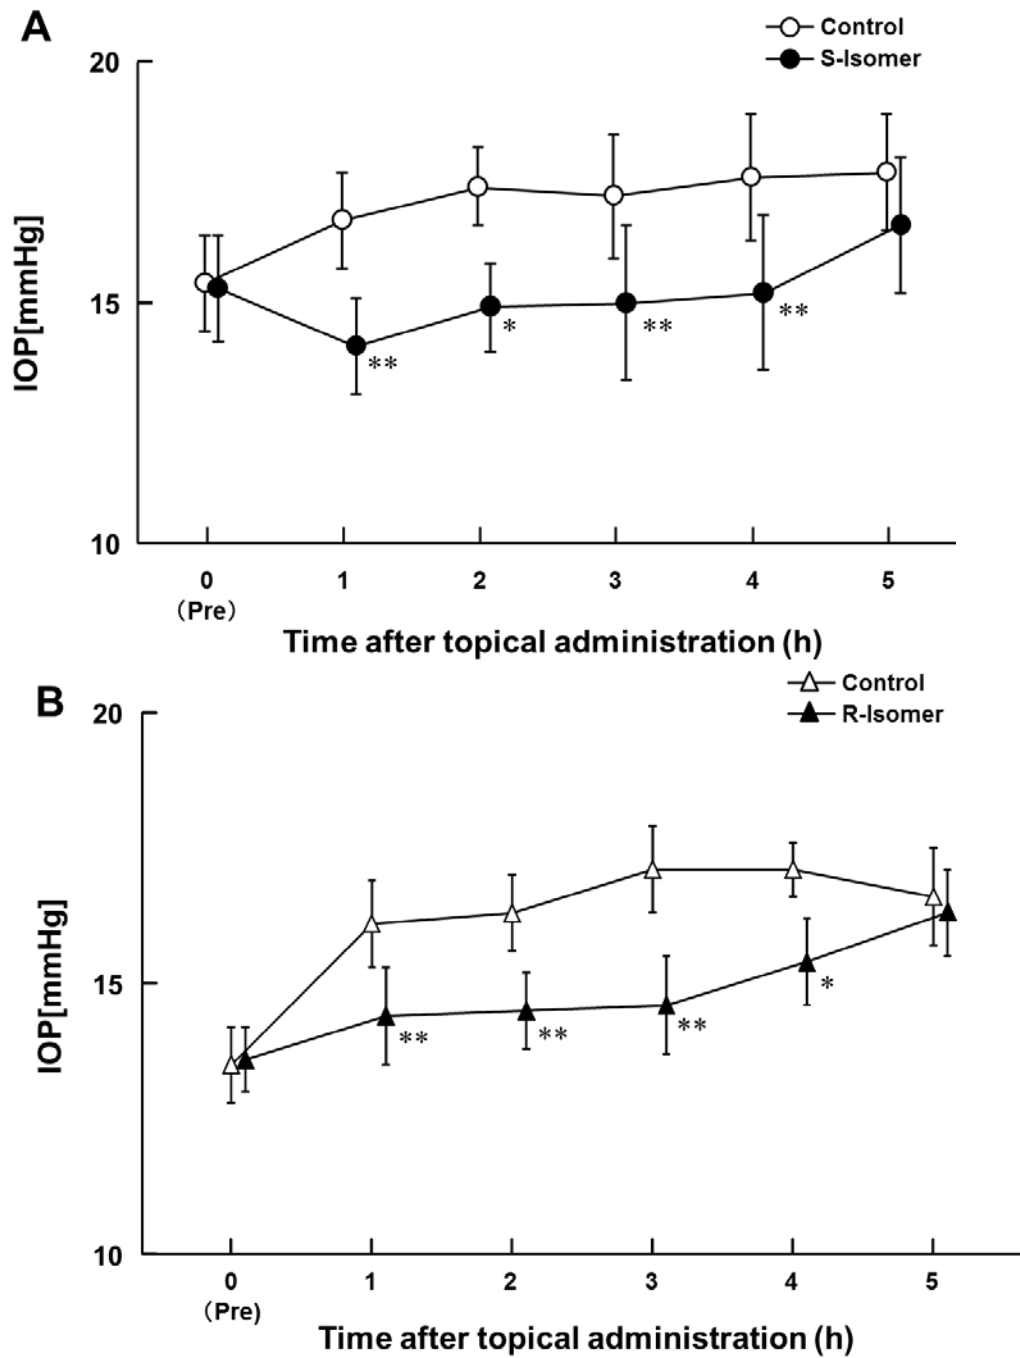 A
Control
S-Isomer
20
15
10
IOP[mmHg]
**
*
**
**
0 1 2 3 4 5
(Pre)
Time after topical administration (h)
B
Control
R-Isomer
20
15
10
IOP[mmHg]
**
**
**
*
0 1 2 3 4 5
(Pre)
Time after topical administration (h)